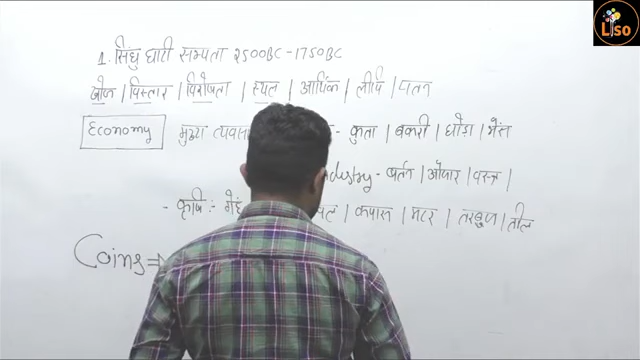 Liso
1. सिंधु घाटी सभ्यता 2500BC-1750BC
खोज | विस्तार | विशेषता | स्थल | आर्थिक | लीपि | पतन
Economy मुख्य - कुता | बकरी | घोड़ा | भैंस
dustry - बर्तन | औजार | वस्त्र |
- कृषि :- गेहूं | कपास | मटर | तरबूज | तील
Coins ⇒